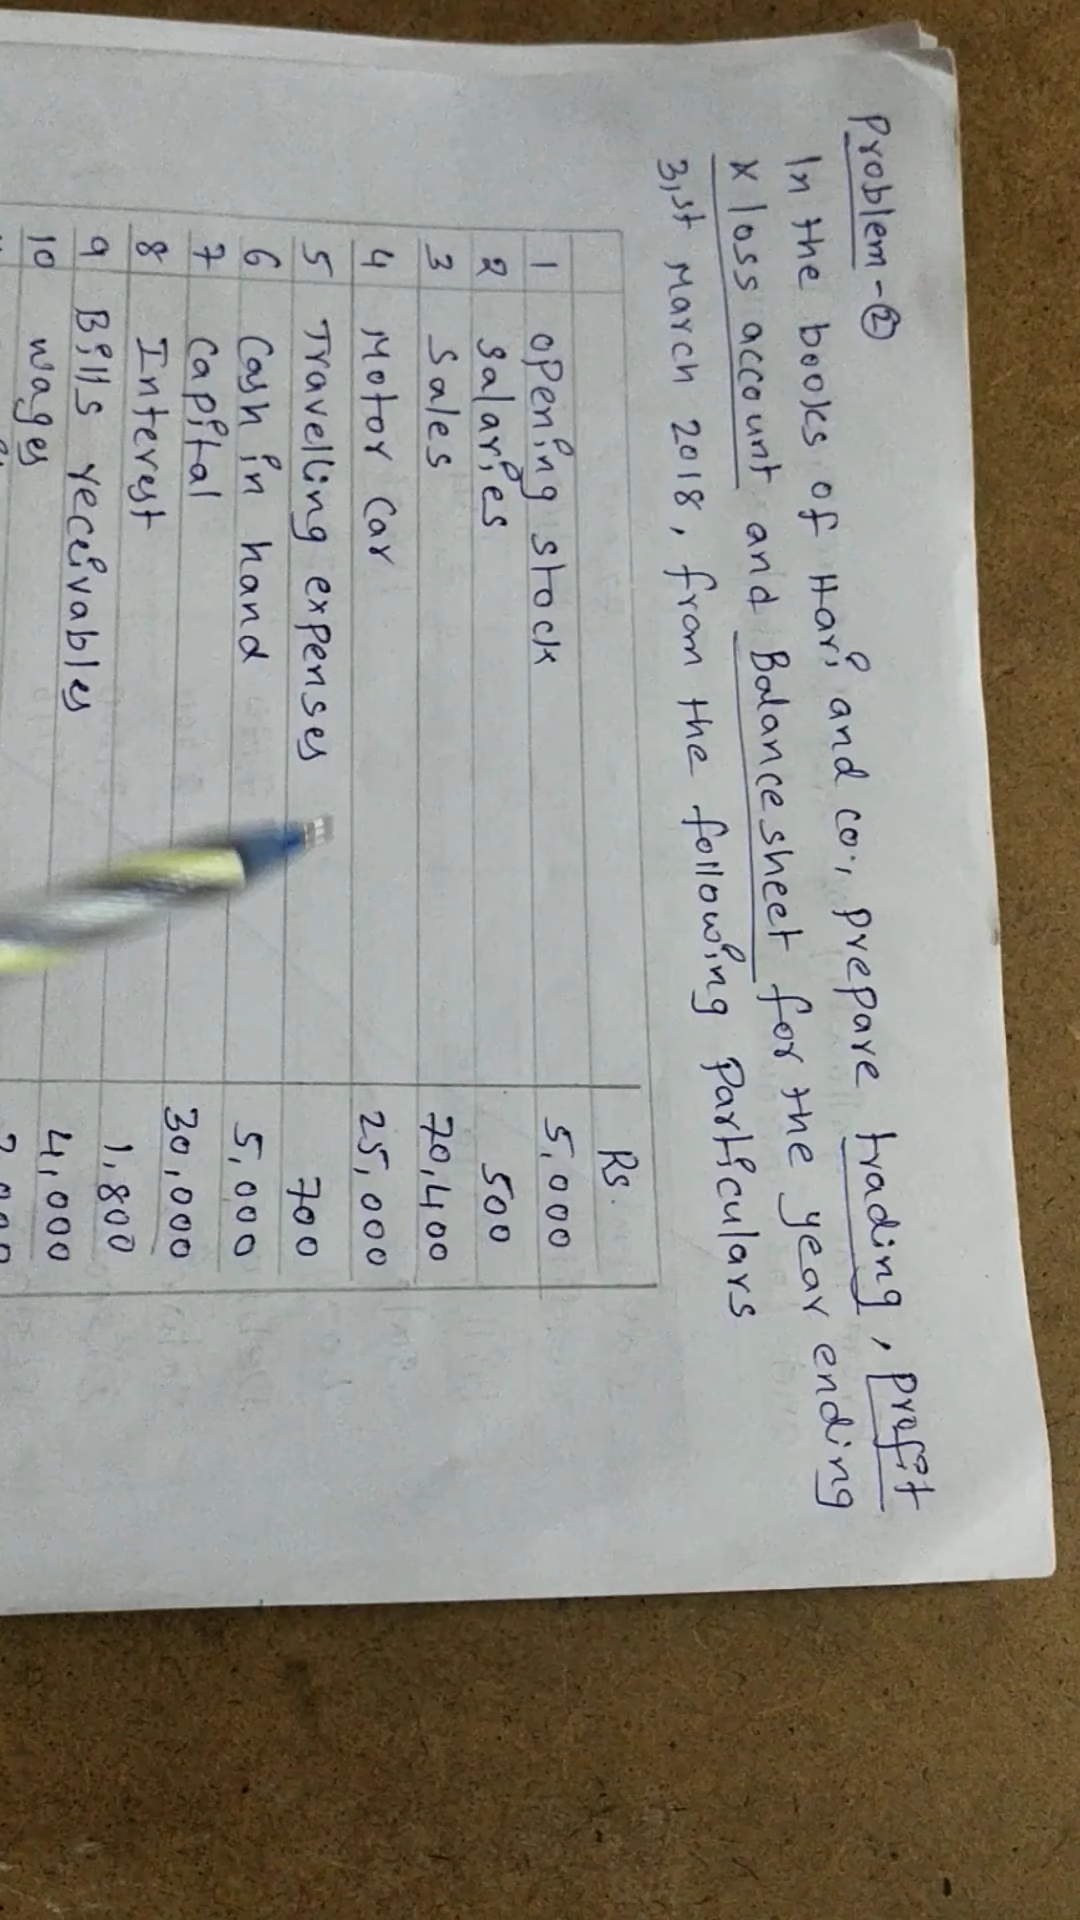 Problem-②
In the books of Hari and co., prepare trading, profit
& loss account and Balance sheet for the year ending
31st March 2018, from the following Particulars
Rs.
1 opening stock 5,000
2 Salaries 500
3 Sales 70,400
4 Motor Car 25,000
5 Travelling expenses 700
6 Cash in hand 5,000
7 Capital 30,000
8 Interest 1,800
9 Bills receivables 4,000
10 wages